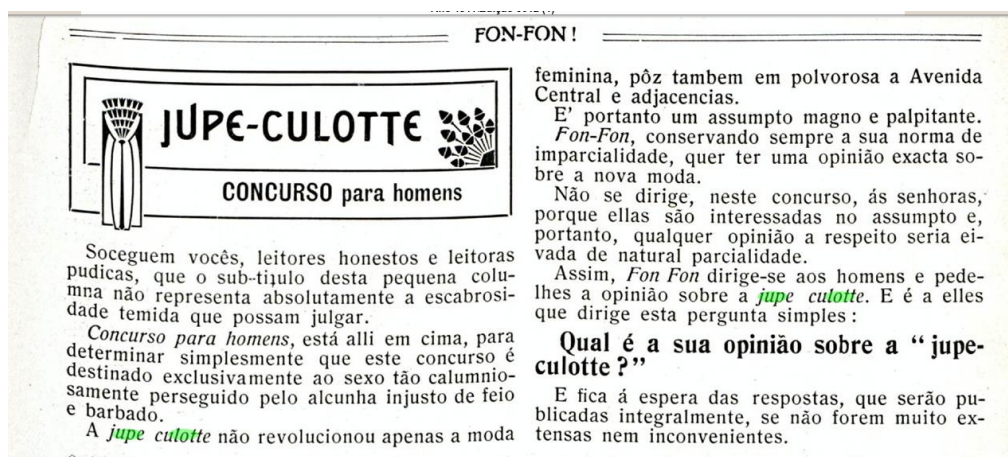 FON-FON!
JUPE-CULOTTE
CONCURSO para homens
Soceguem vocês, leitores honestos e leitoras
pudicas, que o sub-titulo desta pequena colu-
mna não representa absolutamente a escabrosi-
dade temida que possam julgar.
Concurso para homens, está alli em cima, para
determinar simplesmente que este concurso é
destinado exclusivamente ao sexo tão calumnio-
samente perseguido pelo alcunha injusto de feio
e barbado.
A jupe culotte não revolucionou apenas a moda
feminina, pôz tambem em polvorosa a Avenida
Central e adjacencias.
E' portanto um assumpto magno e palpitante.
Fon-Fon, conservando sempre a sua norma de
imparcialidade, quer ter uma opinião exacta so-
bre a nova moda.
Não se dirige, neste concurso, ás senhoras,
porque ellas são interessadas no assumpto e,
portanto, qualquer opinião a respeito seria ei-
vada de natural parcialidade.
Assim, Fon Fon dirige-se aos homens e pede-
lhes a opinião sobre a jupe culotte. E é a elles
que dirige esta pergunta simples :
Qual é a sua opinião sobre a " jupe-
culotte ? "
E fica á espera das respostas, que serão pu-
blicadas integralmente, se não forem muito ex-
tensas nem inconvenientes.